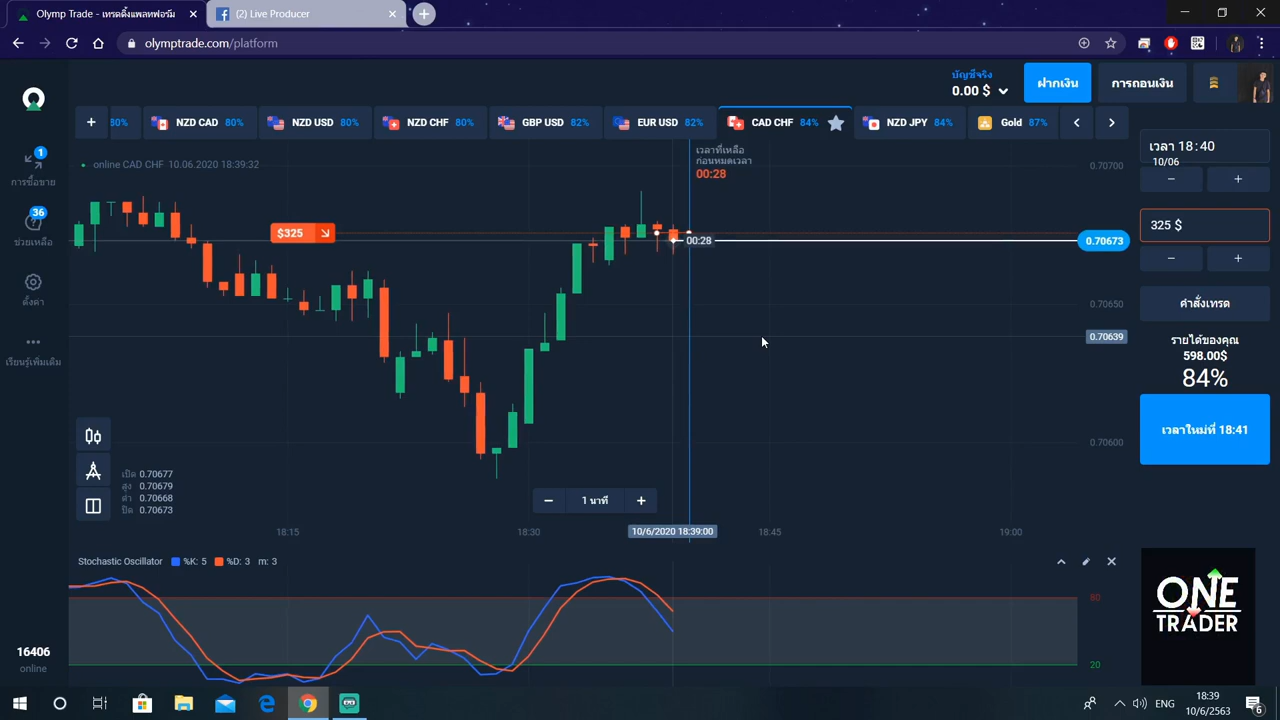 Olymp Trade - เทรดดิ้งแพลทฟอร์ม
(2) Live Producer
olymptrade.com/platform
บัญชีจริง
0.00 $
ฝากเงิน
การถอนเงิน
80%
NZD CAD 80%
NZD USD 80%
NZD CHF 80%
GBP USD 82%
EUR USD 82%
CAD CHF 84%
NZD JPY 84%
Gold 87%
1
การซื้อขาย
36
ช่วยเหลือ
ตั้งค่า
เรียนรู้เพิ่มเติม
online CAD CHF 10.06.2020 18:39:32
เวลาที่เหลือ
ก่อนหมดเวลา
00:28
$325
00:28
0.70700
0.70673
0.70650
0.70639
0.70600
เวลา 18:40
10/06
325 $
คำสั่งเทรด
รายได้ของคุณ
598.00$
84%
เวลาใหม่ที่ 18:41
เปิด 0.70677
สูง 0.70679
ต่ำ 0.70668
ปิด 0.70673
1 นาที
18:15
18:30
10/6/2020 18:39:00
18:45
19:00
Stochastic Oscillator %K: 5 %D: 3 m: 3
80
20
16406
online
ONE
TRADER
ENG
18:39
10/6/2563
6